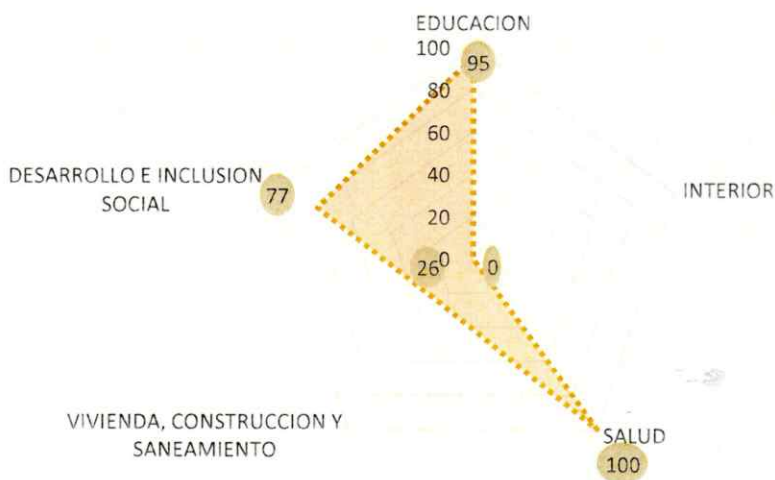 EDUCACION
100
95
80
60
DESARROLLO E INCLUSION
SOCIAL
77
40
INTERIOR
20
26
0
0
VIVIENDA, CONSTRUCCION Y
SANEAMIENTO
SALUD
100